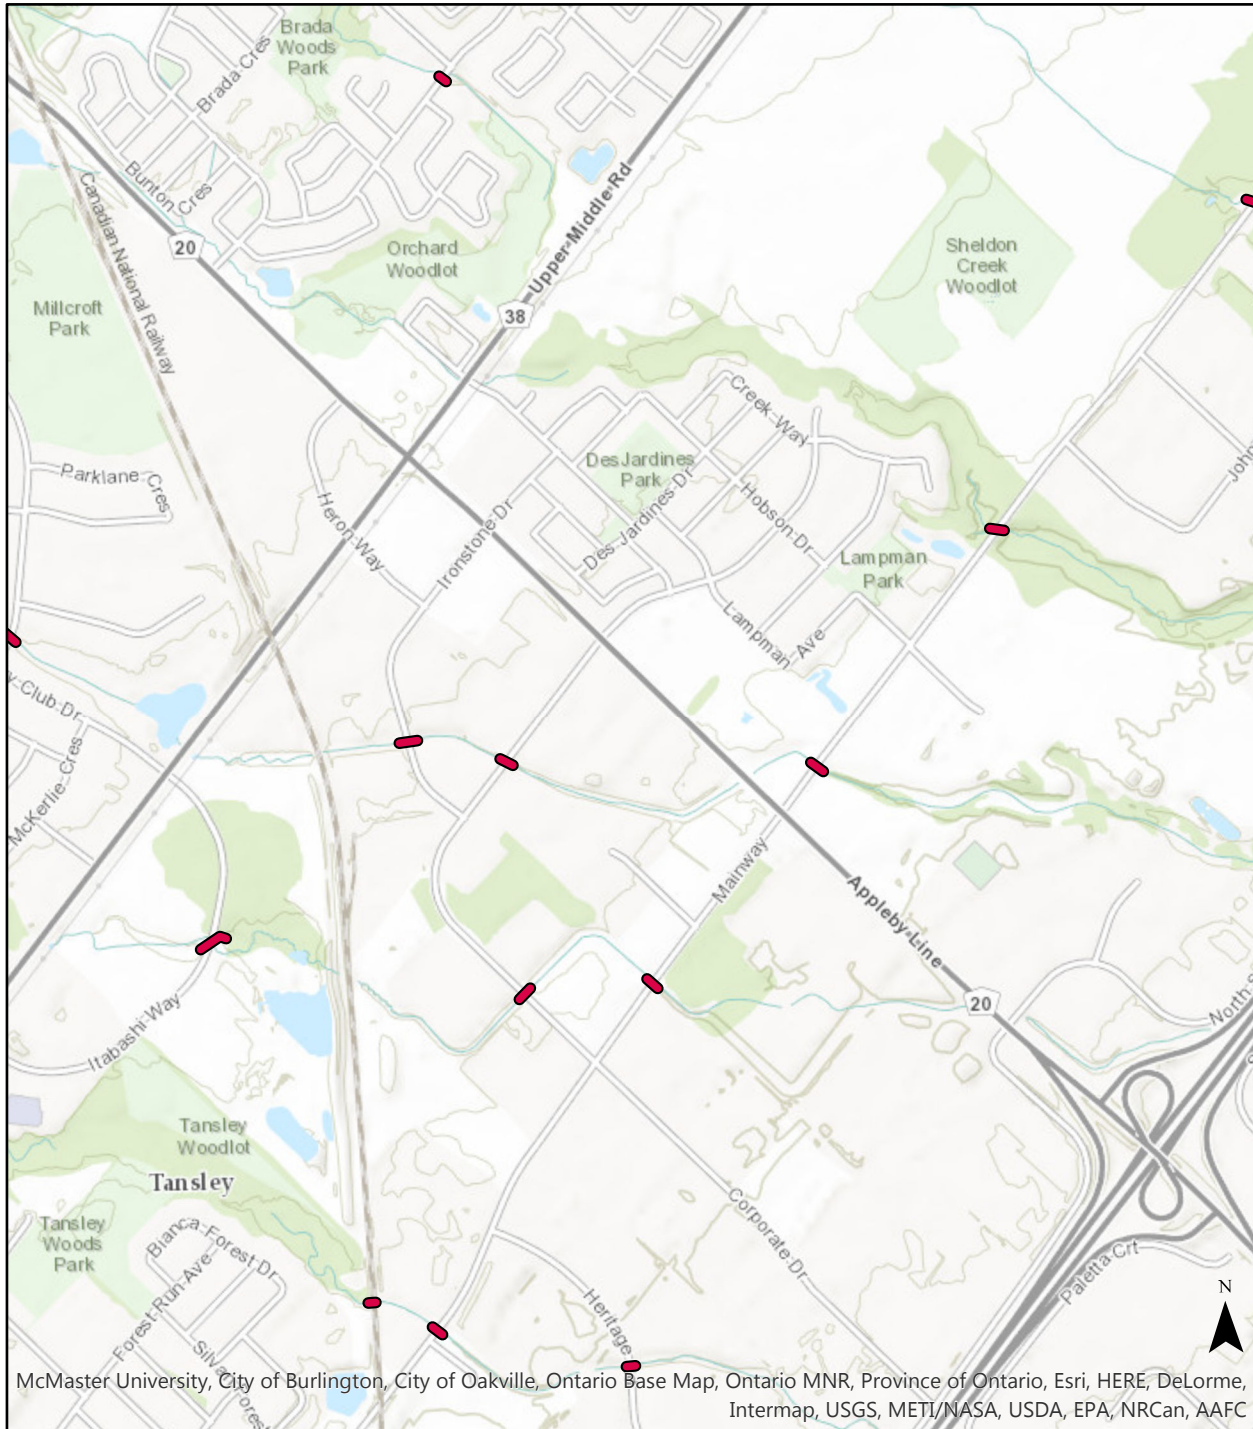 Brada
Woods
Park
Brada Cres
Bunton Cres
Canadian National Railway
20
Orchard
Woodlot
Upper Middle Rd
38
Sheldon
Creek
Woodlot
Millcroft
Park
Creek Way
DesJardines
Park
Des Jardines Dr
Hobson Dr
Parklane Cres
Heron Way
Ironstone Dr
Lampman
Park
Lampman Ave
John
y Club Dr
McKerlie Cres
Mainway
Appleby Line
20
North S
Itabashi Way
Tansley
Woodlot
Tansley
Tansley
Woods
Park
Bianca Forest Dr
Forest Run Ave
Silva Forest
Corporate Dr
Heritage
Paletta Crt
N
McMaster University, City of Burlington, City of Oakville, Ontario Base Map, Ontario MNR, Province of Ontario, Esri, HERE, DeLorme,
Intermap, USGS, METI/NASA, USDA, EPA, NRCan, AAFC